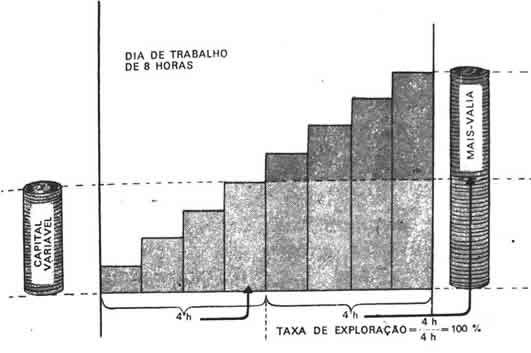 DIA DE TRABALHO
DE 8 HORAS
MAIS-VALIA
CAPITAL
VARIÁVEL
4 h
4 h
TAXA DE EXPLORAÇÃO = 4 h / 4 h = 100 %